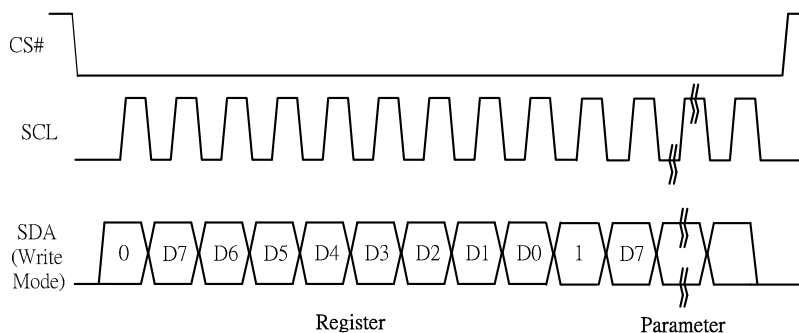 CS#
SCL
SDA
(Write
Mode)
0 D7 D6 D5 D4 D3 D2 D1 D0 1 D7
Register Parameter